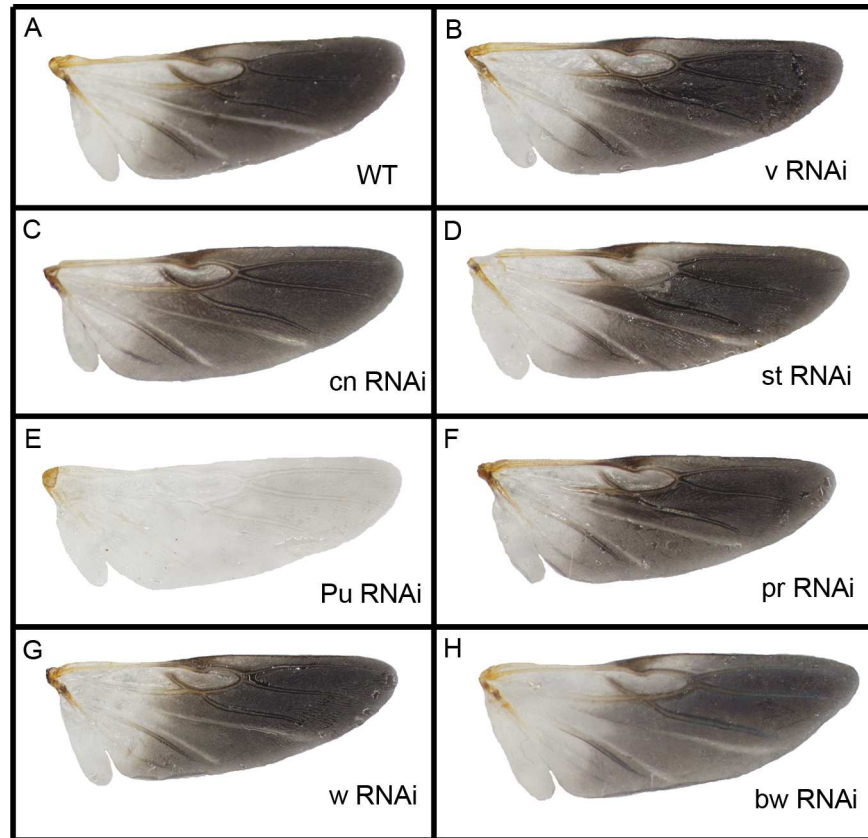 A
WT
B
v RNAi
C
cn RNAi
D
st RNAi
E
Pu RNAi
F
pr RNAi
G
w RNAi
H
bw RNAi